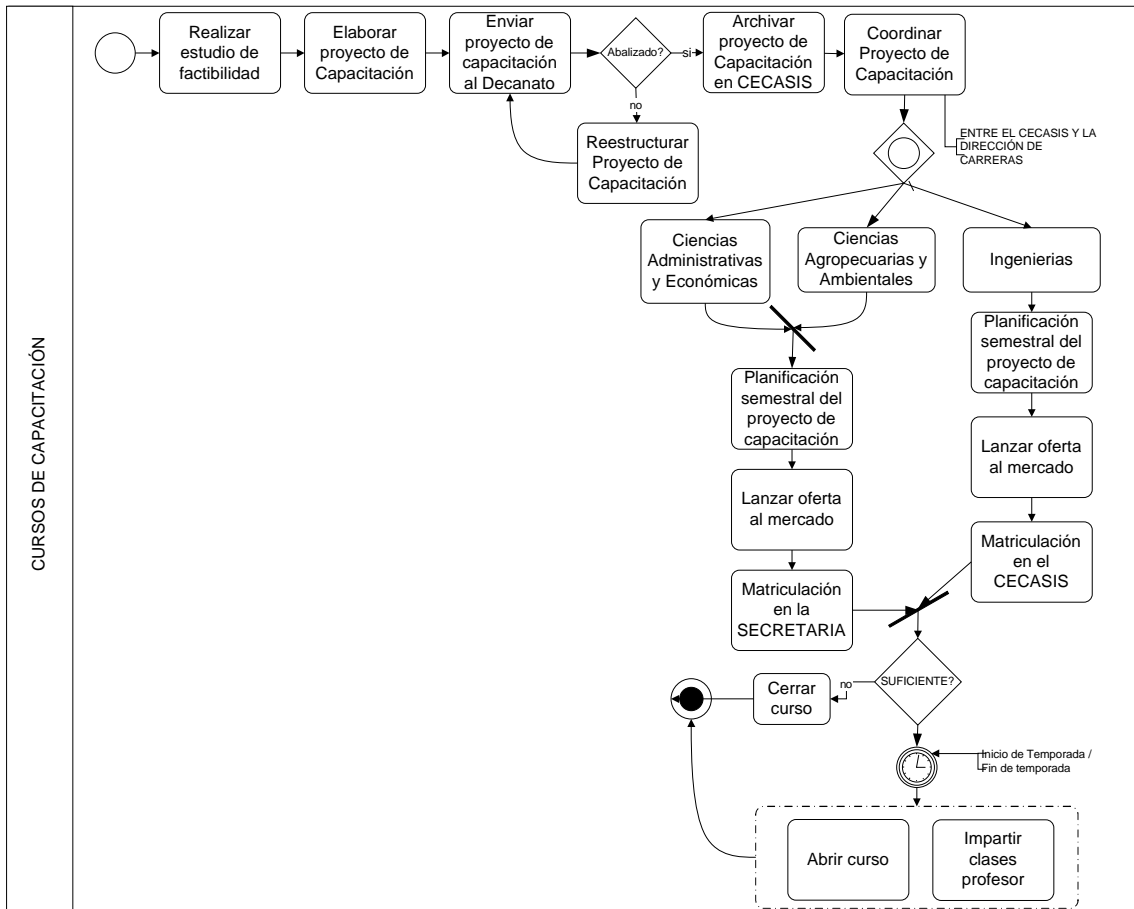 CURSOS DE CAPACITACIÓN
Realizar
estudio de
factibilidad
Elaborar
proyecto de
Capacitación
Enviar
proyecto de
capacitación
al Decanato
Abalizado?
si
no
Archivar
proyecto de
Capacitación
en CECASIS
Coordinar
Proyecto de
Capacitación
Reestructurar
Proyecto de
Capacitación
ENTRE EL CECASIS Y LA
DIRECCIÓN DE
CARRERAS
Ciencias
Administrativas
y Económicas
Ciencias
Agropecuarias y
Ambientales
Ingenierias
Planificación
semestral del
proyecto de
capacitación
Planificación
semestral del
proyecto de
capacitación
Lanzar oferta
al mercado
Lanzar oferta
al mercado
Matriculación
en el
CECASIS
Matriculación
en la
SECRETARIA
SUFICIENTE?
no
Cerrar
curso
Inicio de Temporada /
Fin de temporada
Abrir curso
Impartir
clases
profesor